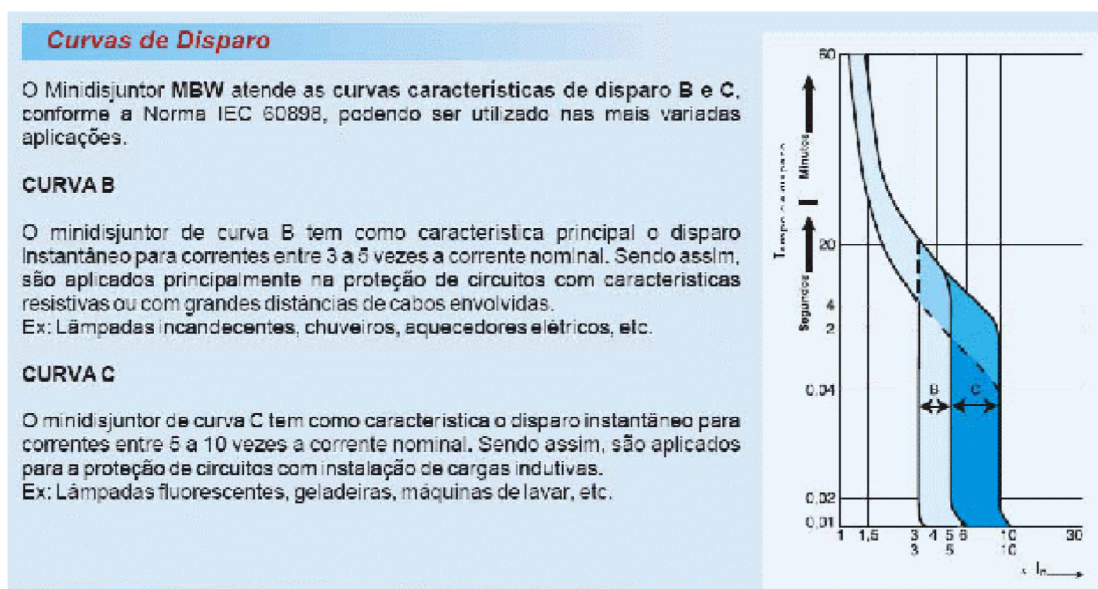 Curvas de Disparo
O Minidisjuntor MBW atende as curvas características de disparo B e C,
conforme a Norma IEC 60898, podendo ser utilizado nas mais variadas
aplicações.
CURVA B
O minidisjuntor de curva B tem como caracteristica principal o disparo
instantâneo para correntes entre 3 a 5 vezes a corrente nominal. Sendo assim,
são aplicados principalmente na proteção de circuitos com caracteristicas
resistivas ou com grandes distâncias de cabos envolvidas.
Ex: Lâmpadas incandecentes, chuveiros, aquecedores elétricos, etc.
CURVA C
O minidisjuntor de curva C tem como caracteristica o disparo instantâneo para
correntes entre 5 a 10 vezes a corrente nominal. Sendo assim, são aplicados
para a proteção de circuitos com instalação de cargas indutivas.
Ex: Lâmpadas fluorescentes, geladeiras, máquinas de lavar, etc.
Minutos
Segundos
60
20
4
2
0,04
0,02
0,01
B
C
1 1,5 3 4 5 6 10 30
3 5 10
x In